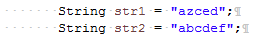 String str1 = "azced";¶
String str2 = "abcdef";¶